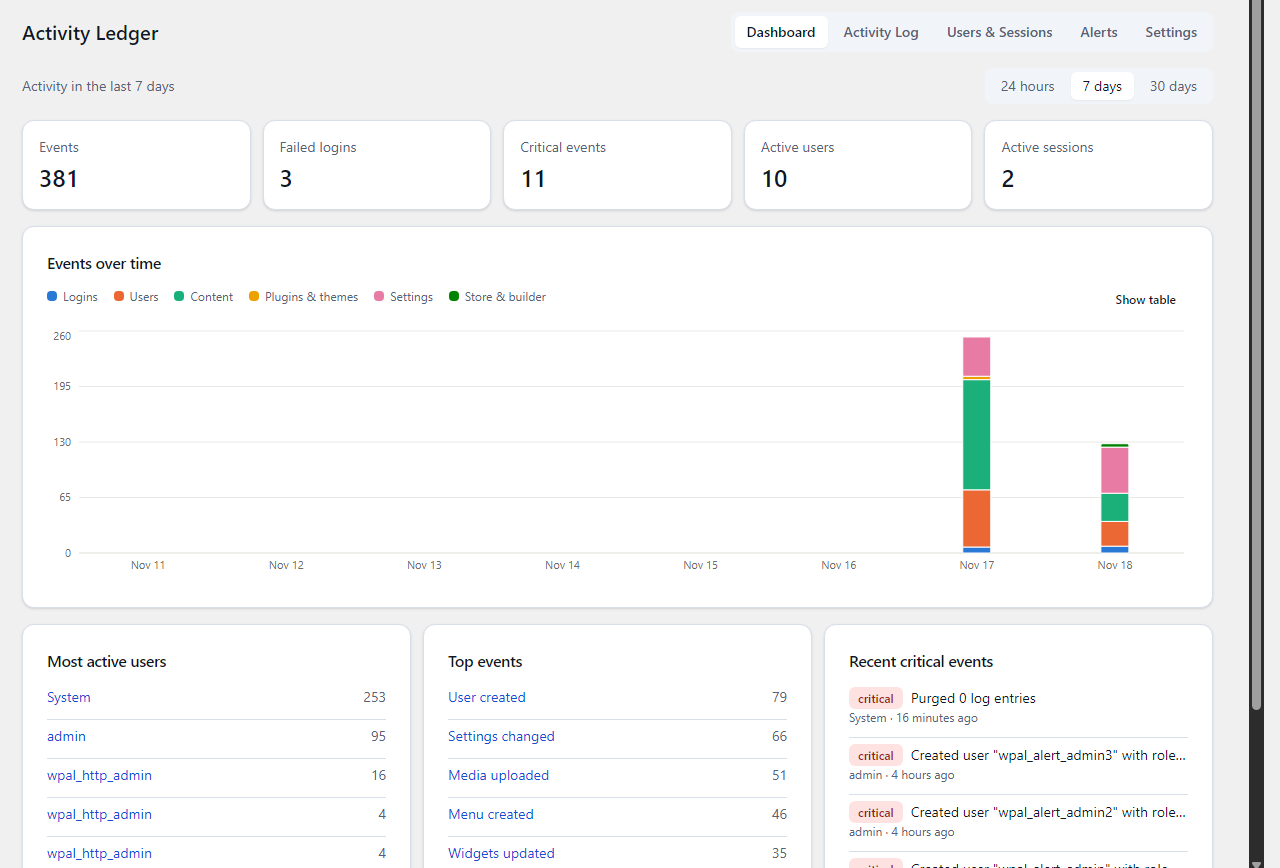 Activity Ledger
Dashboard Activity Log Users & Sessions Alerts Settings
Activity in the last 7 days
24 hours 7 days 30 days
Events
381
Failed logins
3
Critical events
11
Active users
10
Active sessions
2
Events over time
Logins Users Content Plugins & themes Settings Store & builder
Show table
260
195
130
65
0
Nov 11 Nov 12 Nov 13 Nov 14 Nov 15 Nov 16 Nov 17 Nov 18
Most active users
System 253
admin 95
wpal_http_admin 16
wpal_http_admin 4
wpal_http_admin 4
Top events
User created 79
Settings changed 66
Media uploaded 51
Menu created 46
Widgets updated 35
Recent critical events
critical Purged 0 log entries
System · 16 minutes ago
critical Created user "wpal_alert_admin3" with role...
admin · 4 hours ago
critical Created user "wpal_alert_admin2" with role...
admin · 4 hours ago